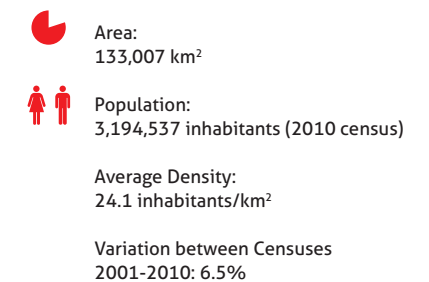 Area:
133,007 km²
Population:
3,194,537 inhabitants (2010 census)
Average Density:
24.1 inhabitants/km²
Variation between Censuses
2001-2010: 6.5%